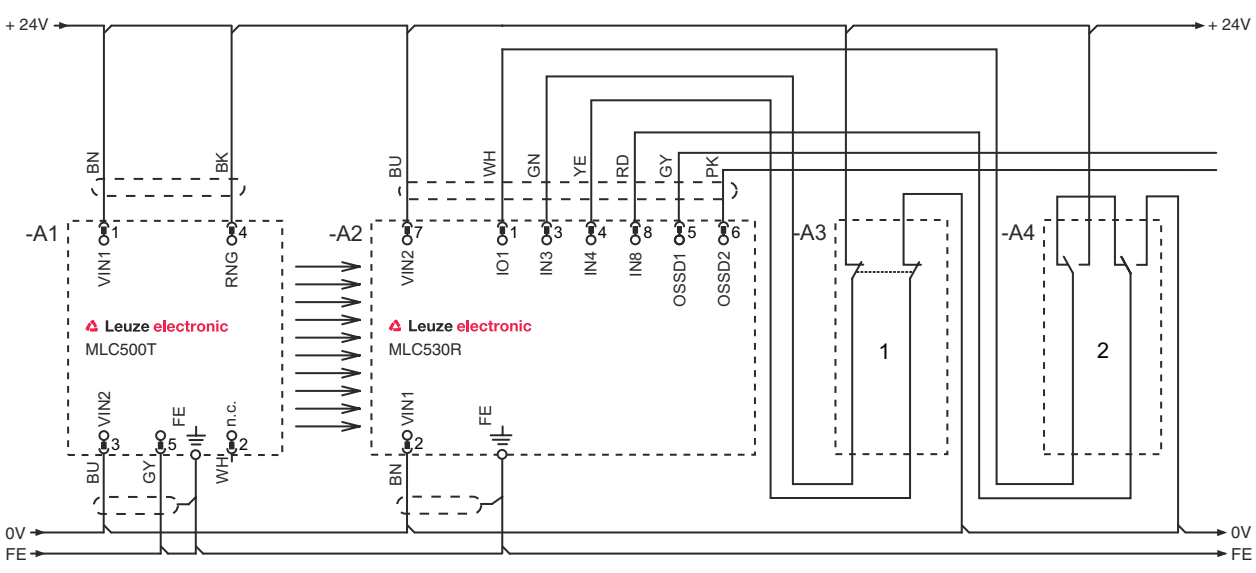 + 24V
+ 24V
BN
BK
BU
WH
GN
YE
RD
GY
PK
-A1
1
4
-A2
7
1
3
4
8
5
6
-A3
-A4
VIN1
RNG
VIN2
IO1
IN3
IN4
IN8
OSSD1
OSSD2
Leuze electronic
MLC500T
Leuze electronic
MLC530R
1
2
VIN2
FE
n.c.
VIN1
FE
3
5
2
2
BU
GY
WH
BN
0V
0V
FE
FE